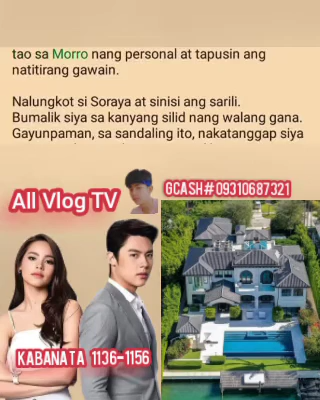 tao sa Morro nang personal at tapusin ang
natitirang gawain.
Nalungkot si Soraya at sinisi ang sarili.
Bumalik siya sa kanyang silid nang walang gana.
Gayunpaman, sa sandaling ito, nakatanggap siya
All Vlog TV
GCASH#09310687321
KABANATA 1136-1156